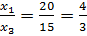 x₁/x₃ = 20/15 = 4/3